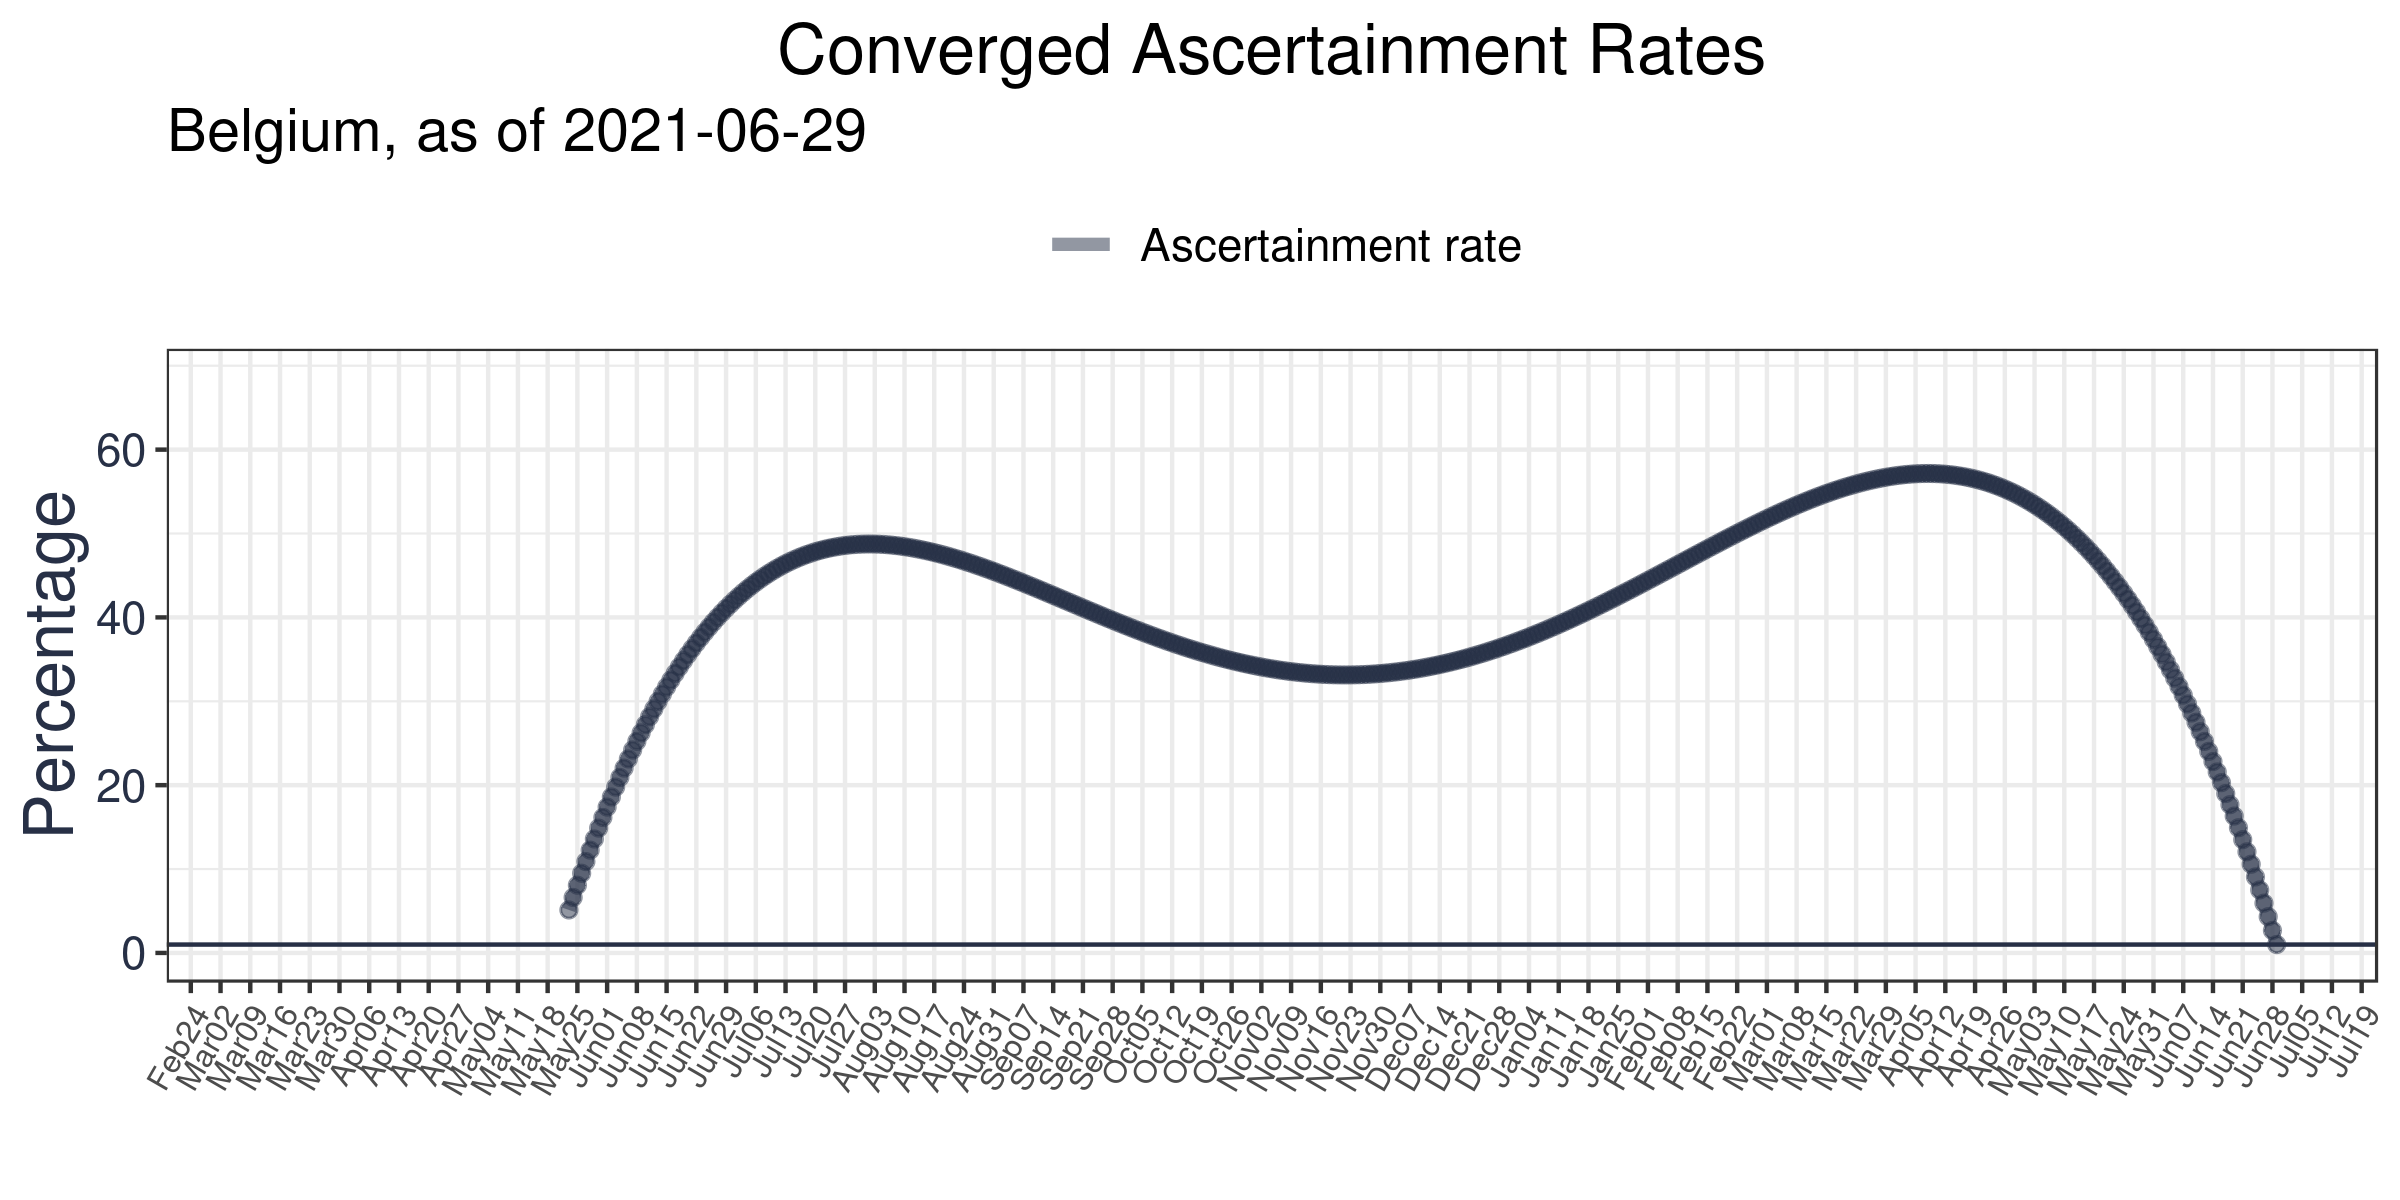 Converged Ascertainment Rates
Belgium, as of 2021-06-29
Ascertainment rate
Percentage
60
40
20
0
Feb24
Mar02
Mar09
Mar16
Mar23
Mar30
Apr06
Apr13
Apr20
Apr27
May04
May11
May18
May25
Jun01
Jun08
Jun15
Jun22
Jun29
Jul06
Jul13
Jul20
Jul27
Aug03
Aug10
Aug17
Aug24
Aug31
Sep07
Sep14
Sep21
Sep28
Oct05
Oct12
Oct19
Oct26
Nov02
Nov09
Nov16
Nov23
Nov30
Dec07
Dec14
Dec21
Dec28
Jan04
Jan11
Jan18
Jan25
Feb01
Feb08
Feb15
Feb22
Mar01
Mar08
Mar15
Mar22
Mar29
Apr05
Apr12
Apr19
Apr26
May03
May10
May17
May24
May31
Jun07
Jun14
Jun21
Jun28
Jul05
Jul12
Jul19